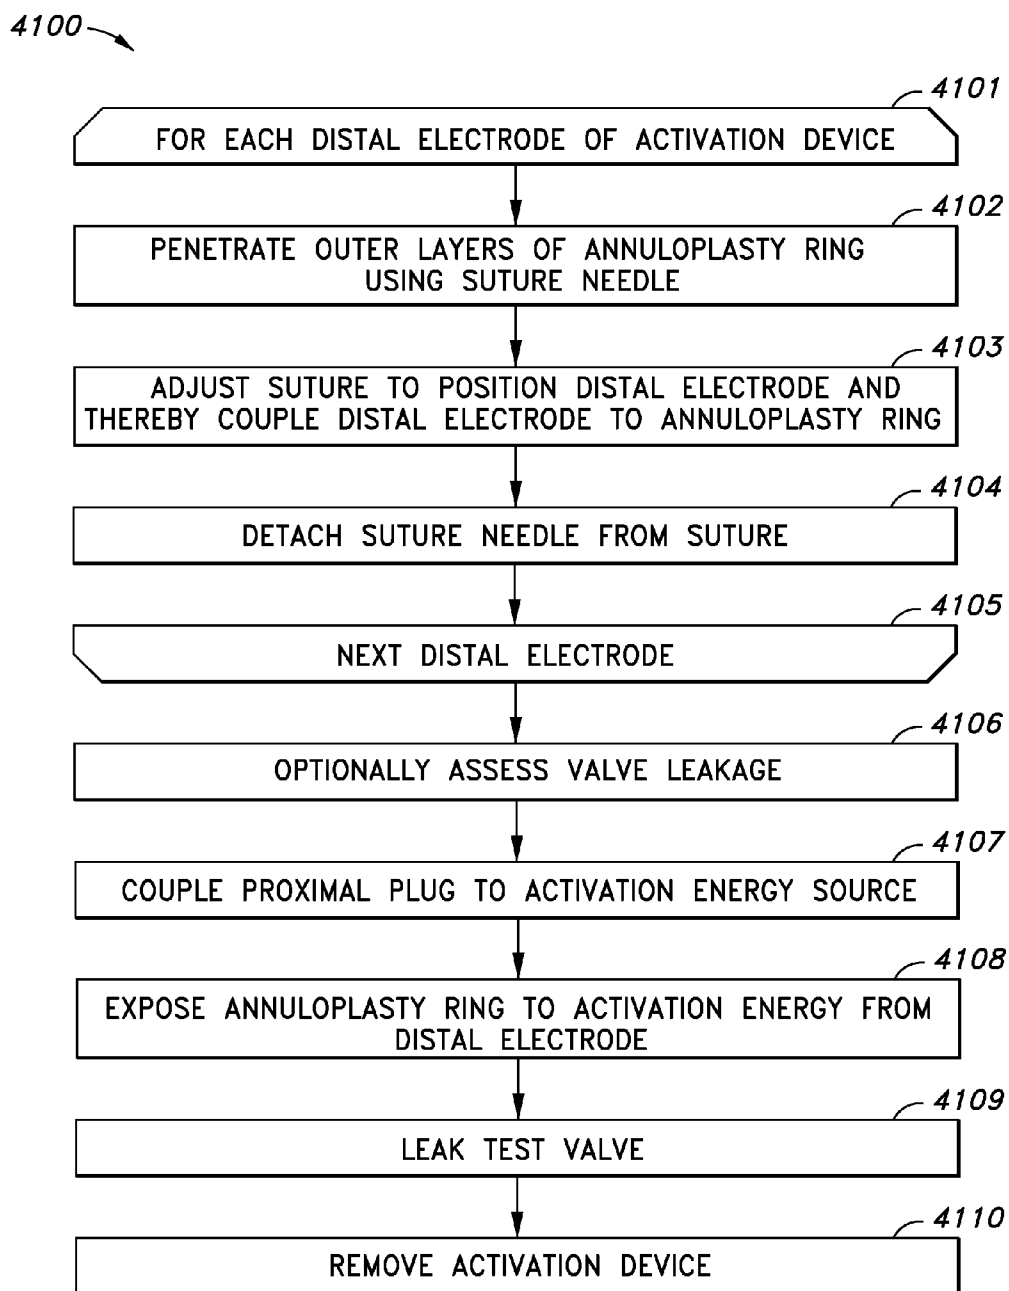 4100
4101
FOR EACH DISTAL ELECTRODE OF ACTIVATION DEVICE
4102
PENETRATE OUTER LAYERS OF ANNULOPLASTY RING
USING SUTURE NEEDLE
4103
ADJUST SUTURE TO POSITION DISTAL ELECTRODE AND
THEREBY COUPLE DISTAL ELECTRODE TO ANNULOPLASTY RING
4104
DETACH SUTURE NEEDLE FROM SUTURE
4105
NEXT DISTAL ELECTRODE
4106
OPTIONALLY ASSESS VALVE LEAKAGE
4107
COUPLE PROXIMAL PLUG TO ACTIVATION ENERGY SOURCE
4108
EXPOSE ANNULOPLASTY RING TO ACTIVATION ENERGY FROM
DISTAL ELECTRODE
4109
LEAK TEST VALVE
4110
REMOVE ACTIVATION DEVICE